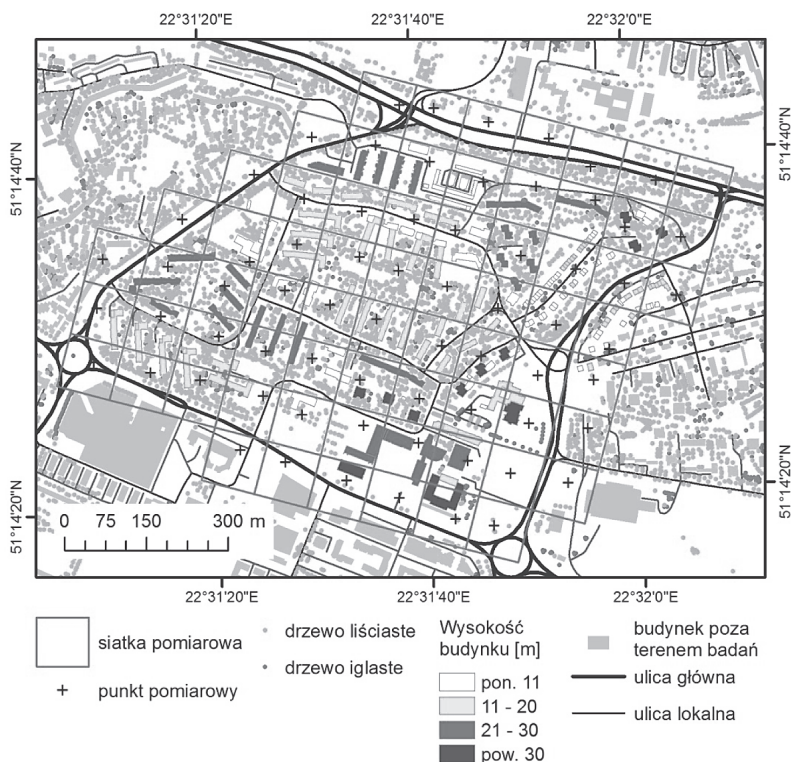 22°31'20"E 22°31'40"E 22°32'0"E
51°14'40"N
51°14'40"N
51°14'20"N
51°14'20"N
0 75 150 300 m
22°31'20"E 22°31'40"E 22°32'0"E
siatka pomiarowa
punkt pomiarowy
drzewo liściaste
drzewo iglaste
Wysokość
budynku [m]
pon. 11
11 - 20
21 - 30
pow. 30
budynek poza
terenem badań
ulica główna
ulica lokalna